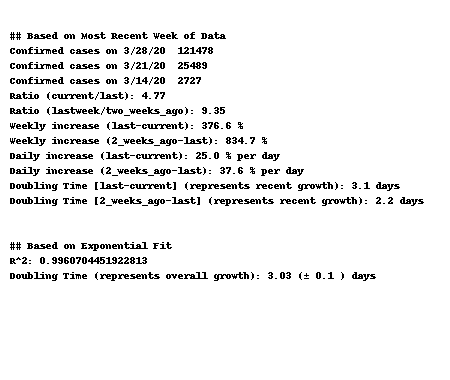 ## Based on Most Recent Week of Data
Confirmed cases on 3/28/20  121478
Confirmed cases on 3/21/20  25489
Confirmed cases on 3/14/20  2727
Ratio (current/last): 4.77
Ratio (lastweek/two_weeks_ago): 9.35
Weekly increase (last-current): 376.6 %
Weekly increase (2_weeks_ago-last): 834.7 %
Daily increase (last-current): 25.0 % per day
Daily increase (2_weeks_ago-last): 37.6 % per day
Doubling Time [last-current] (represents recent growth): 3.1 days
Doubling Time [2_weeks_ago-last] (represents recent growth): 2.2 days
## Based on Exponential Fit
R^2: 0.9960704451922813
Doubling Time (represents overall growth): 3.03 (± 0.1 ) days